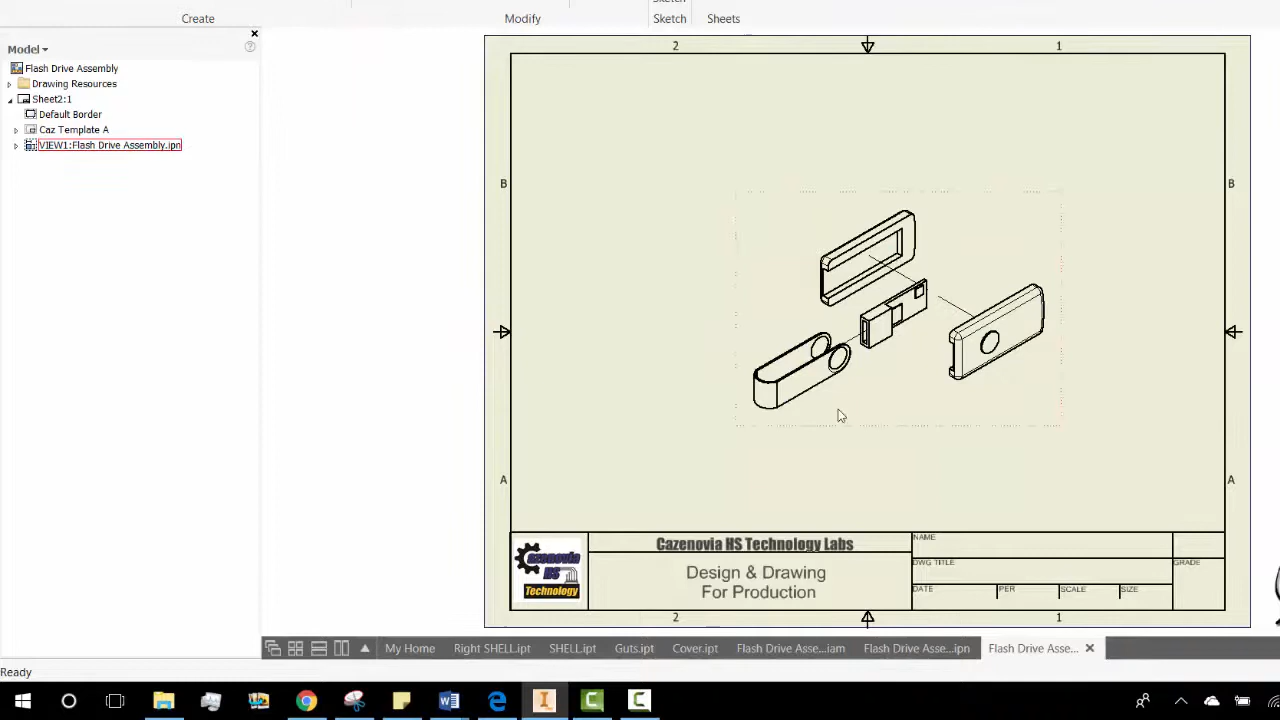 Create
Modify
Sketch
Sketch
Sheets
Model
Flash Drive Assembly
Drawing Resources
Sheet2:1
Default Border
Caz Template A
VIEW1:Flash Drive Assembly.ipn
2
1
B
B
A
A
Cazenovia HS Technology Labs
Design & Drawing
For Production
Cazenovia
HS
Technology
NAME
DWG TITLE
GRADE
DATE
PER
SCALE
SIZE
2
1
My Home
Right SHELL.ipt
SHELL.ipt
Guts.ipt
Cover.ipt
Flash Drive Asse...iam
Flash Drive Asse...ipn
Flash Drive Asse...
Ready